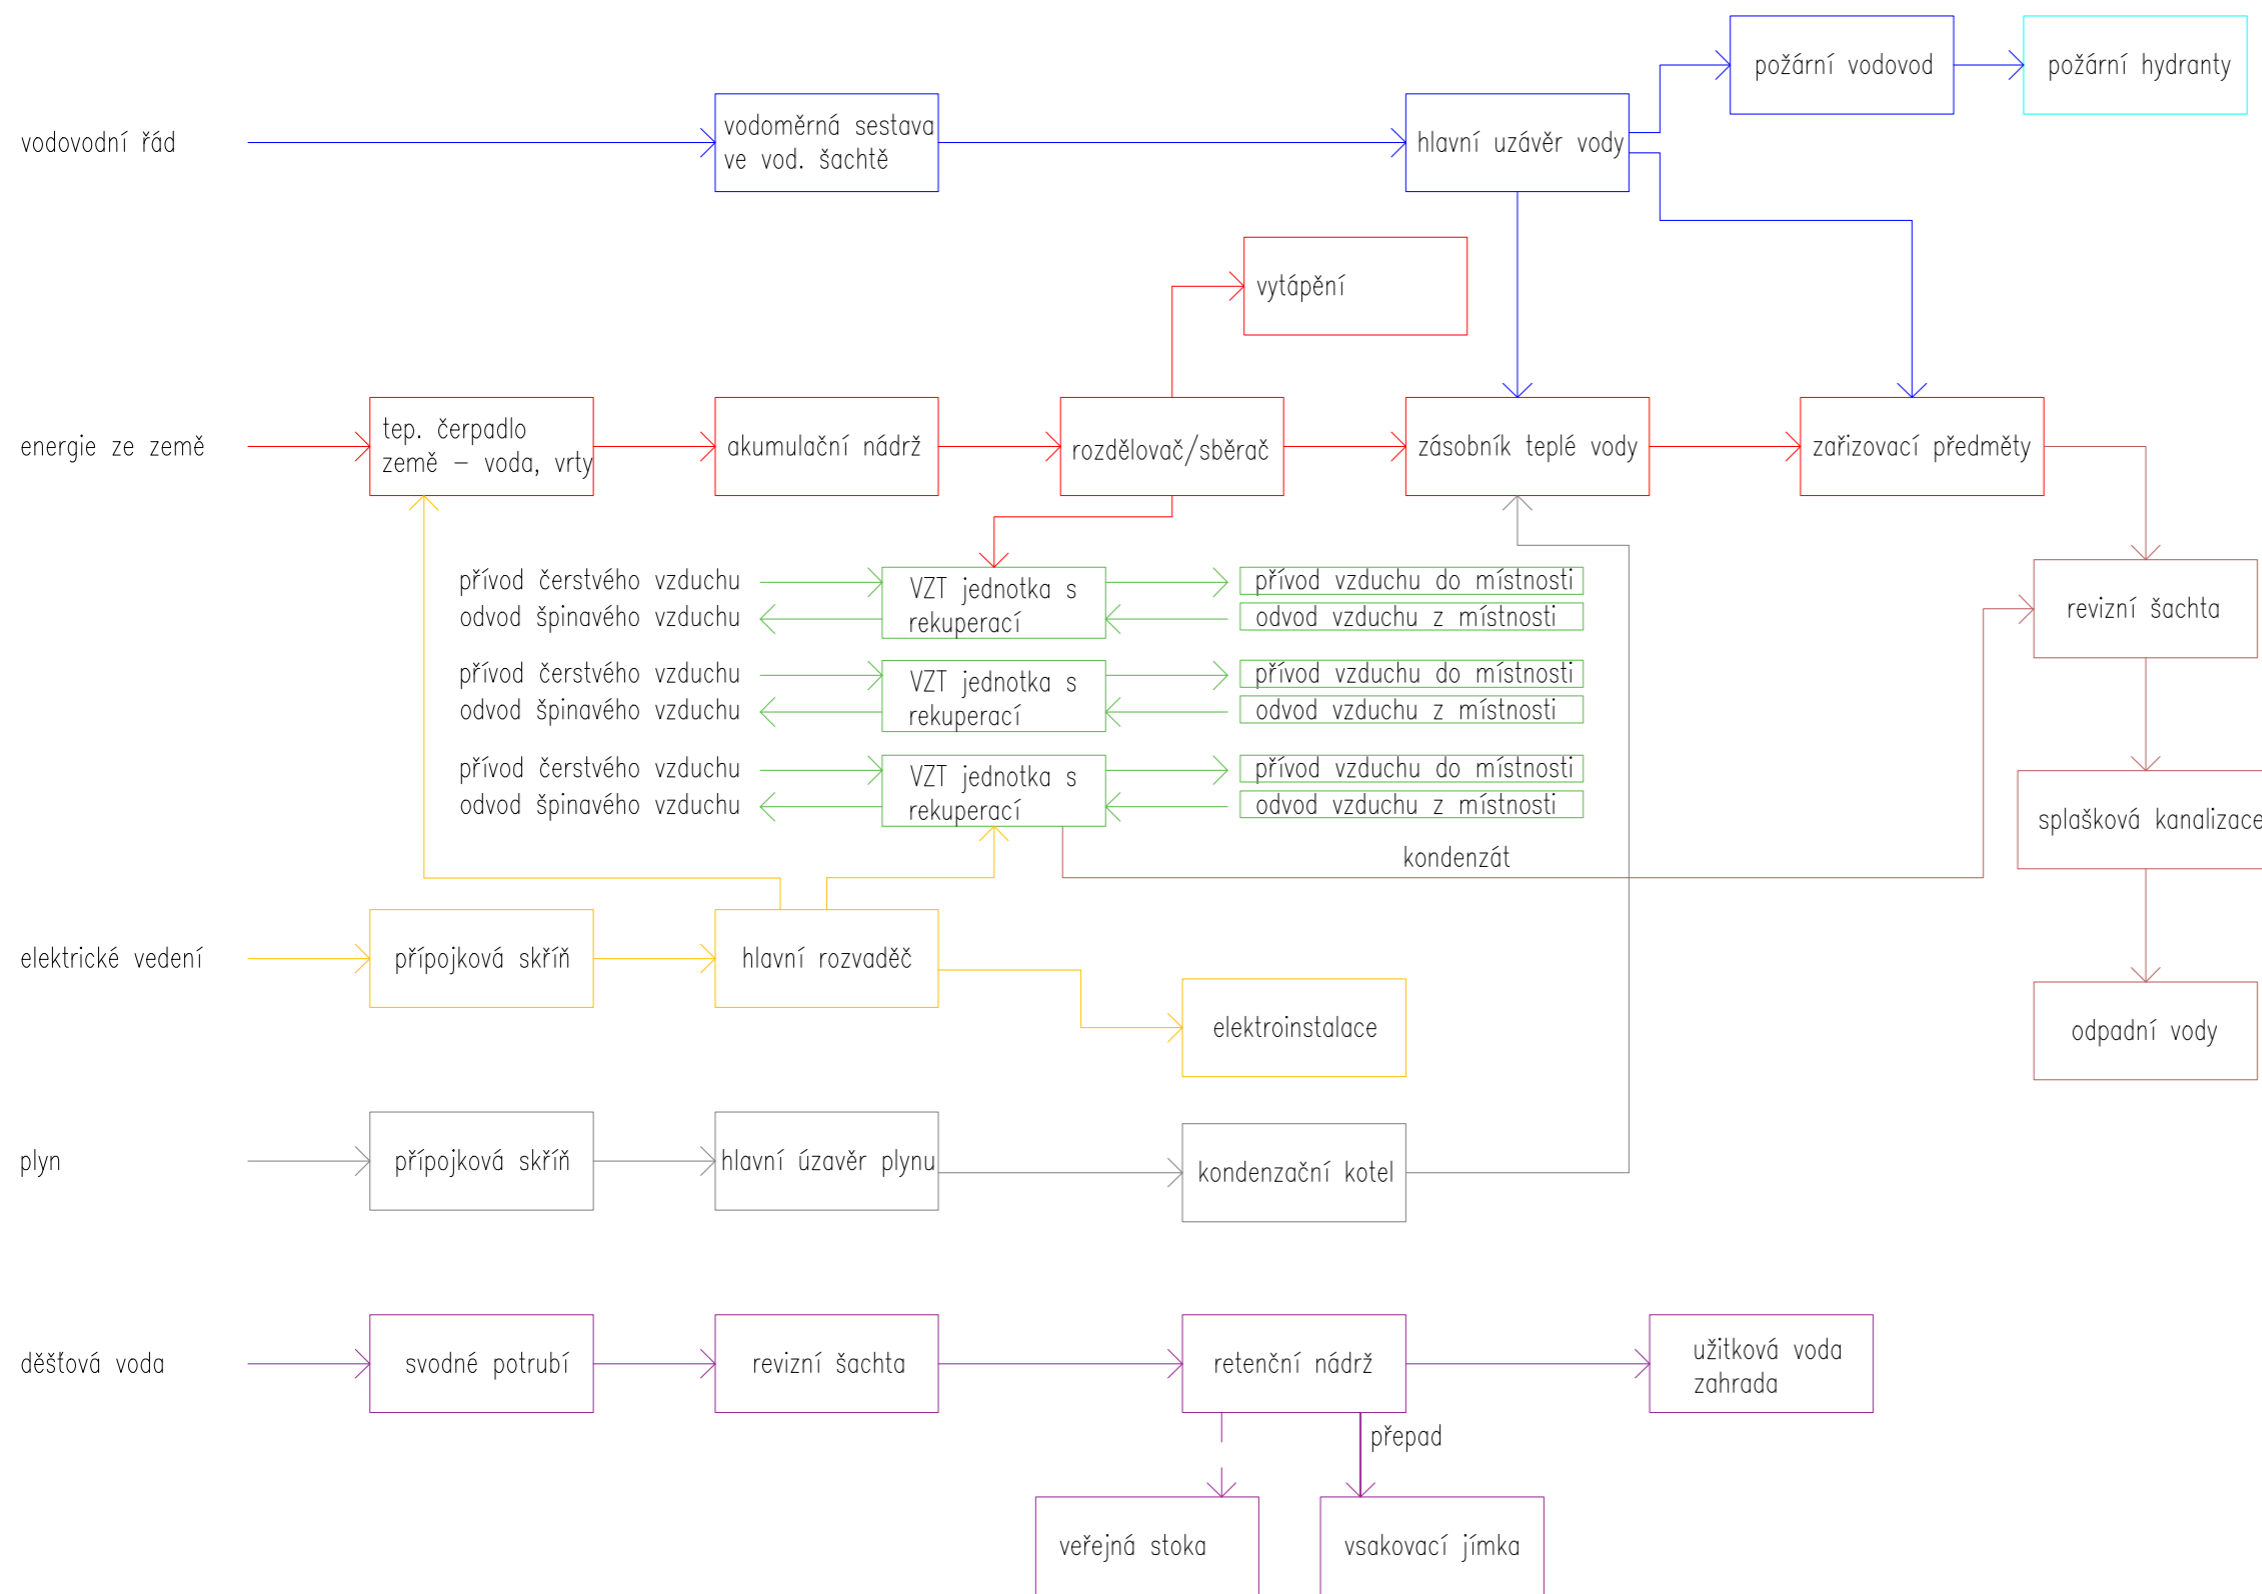 požární vodovod
požární hydranty
vodovodní řád
vodoměrná sestava
ve vod. šachtě
hlavní uzávěr vody
vytápění
energie ze země
tep. čerpadlo
země – voda, vrty
akumulační nádrž
rozdělovač/sběrač
zásobník teplé vody
zařizovací předměty
přívod čerstvého vzduchu
odvod špinavého vzduchu
VZT jednotka s
rekuperací
přívod vzduchu do místnosti
odvod vzduchu z místnosti
revizní šachta
přívod čerstvého vzduchu
odvod špinavého vzduchu
VZT jednotka s
rekuperací
přívod vzduchu do místnosti
odvod vzduchu z místnosti
přívod čerstvého vzduchu
odvod špinavého vzduchu
VZT jednotka s
rekuperací
přívod vzduchu do místnosti
odvod vzduchu z místnosti
splašková kanalizace
kondenzát
elektrické vedení
přípojková skříň
hlavní rozvaděč
elektroinstalace
odpadní vody
plyn
přípojková skříň
hlavní úzavěr plynu
kondenzační kotel
děšťová voda
svodné potrubí
revizní šachta
retenční nádrž
užitková voda
zahrada
přepad
veřejná stoka
vsakovací jímka